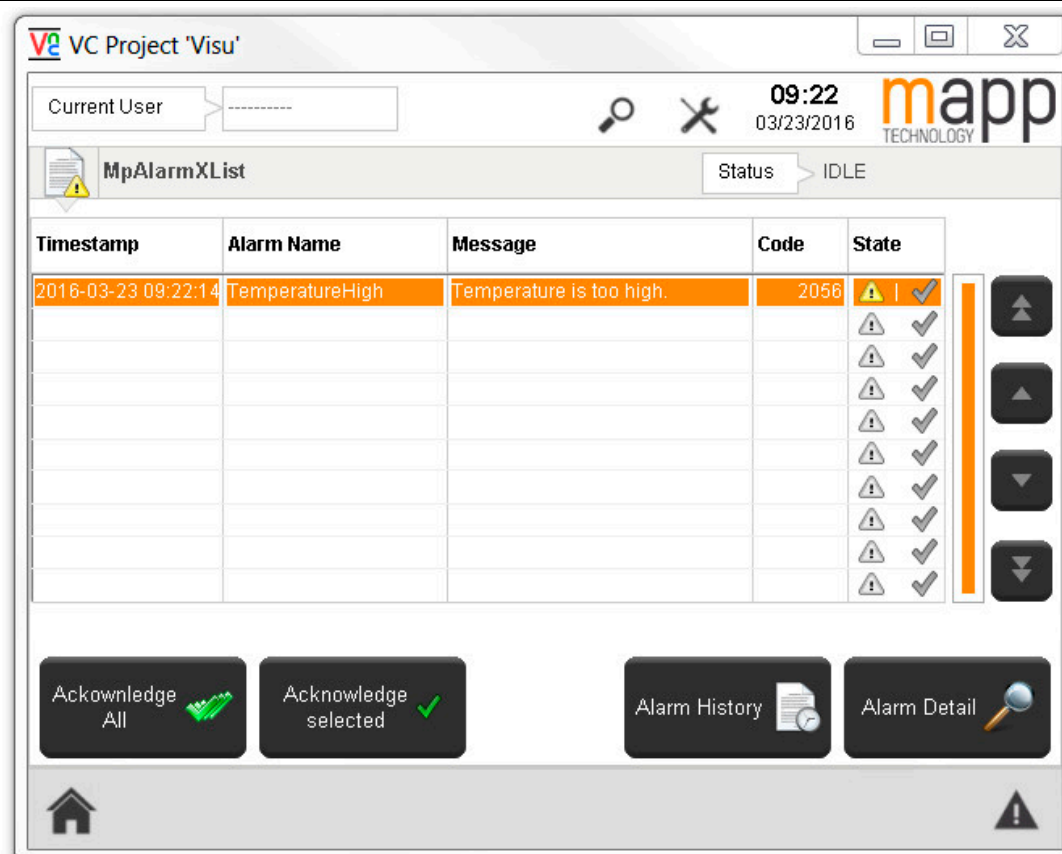 VC VC Project 'Visu'
Current User
----------
09:22
03/23/2016
mapp
TECHNOLOGY
MpAlarmXList
Status
IDLE
Timestamp Alarm Name Message Code State
2016-03-23 09:22:14 TemperatureHigh Temperature is too high. 2056
Ackownledge
All
Acknowledge
selected
Alarm History
Alarm Detail